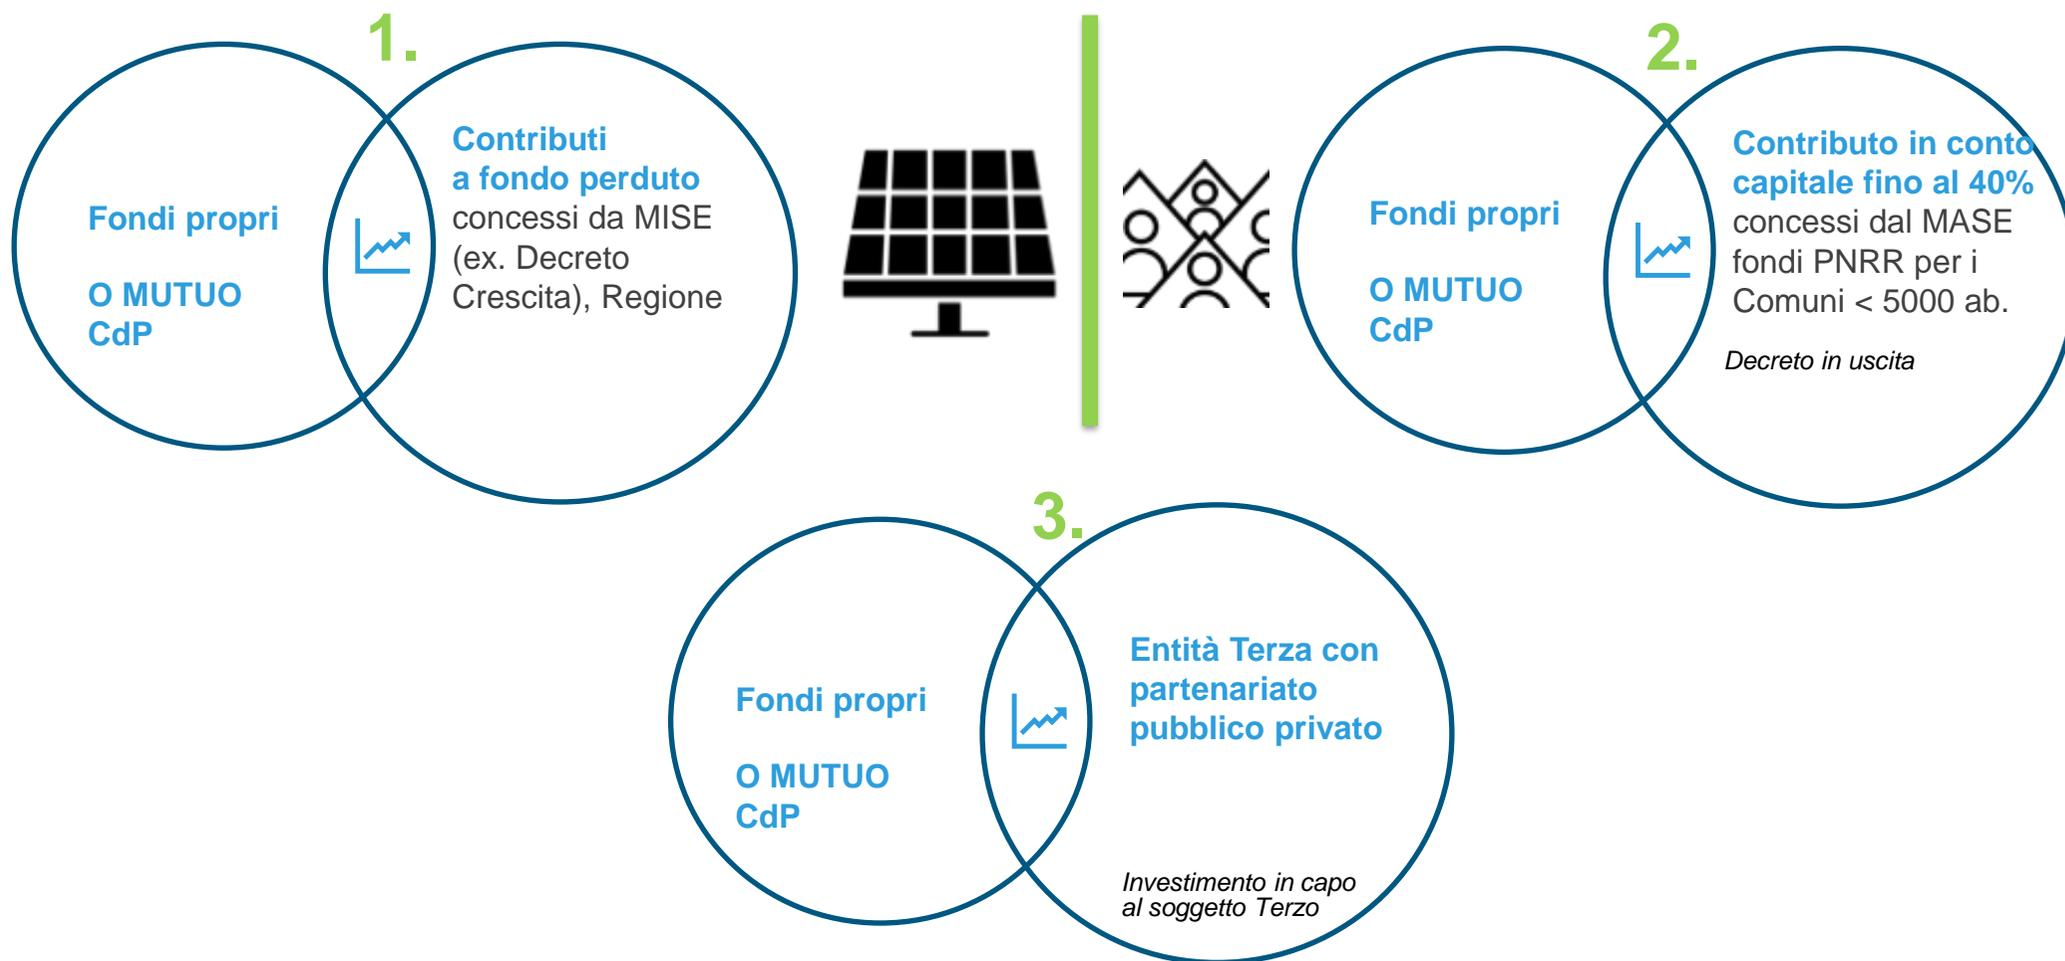 1.
Fondi propri
O MUTUO
CdP
Contributi
a fondo perduto
concessi da MISE
(ex. Decreto
Crescita), Regione
2.
Fondi propri
O MUTUO
CdP
Contributo in conto
capitale fino al 40%
concessi dal MASE
fondi PNRR per i
Comuni < 5000 ab.
Decreto in uscita
3.
Fondi propri
O MUTUO
CdP
Entità Terza con
partenariato
pubblico privato
Investimento in capo
al soggetto Terzo